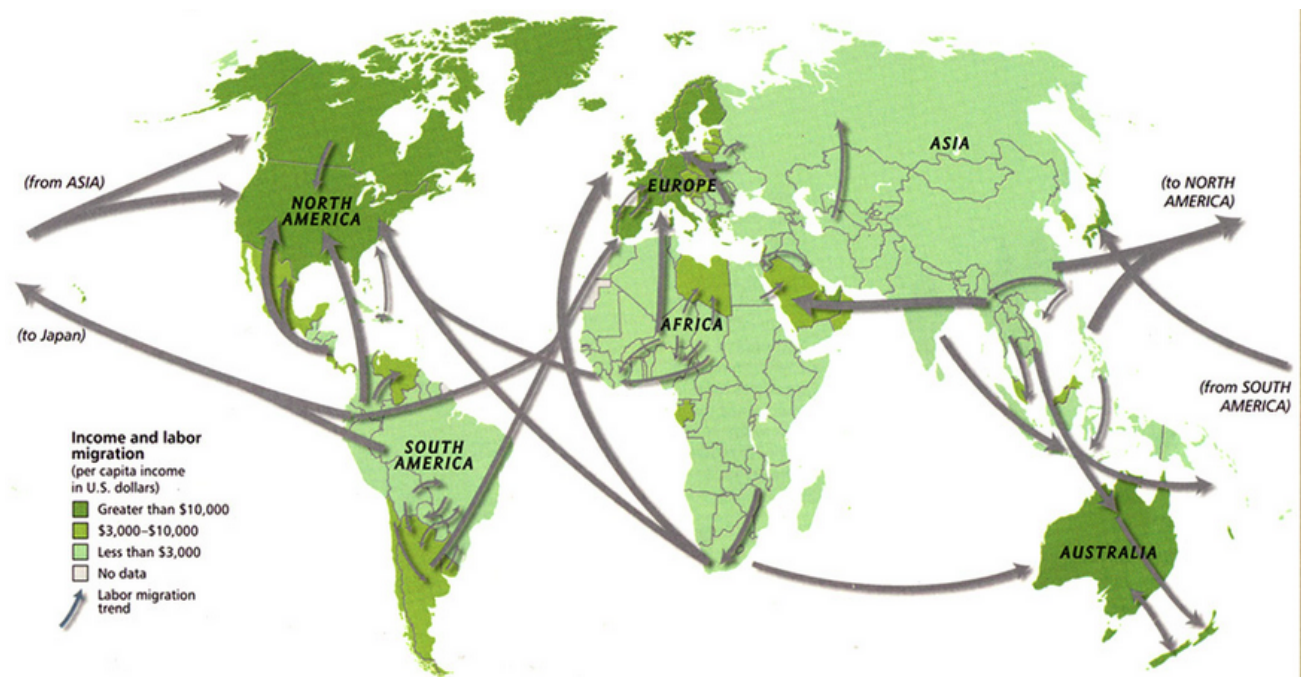 (from ASIA)
NORTH
AMERICA
EUROPE
ASIA
(to NORTH
AMERICA)
(to Japan)
AFRICA
(from SOUTH
AMERICA)
SOUTH
AMERICA
AUSTRALIA
Income and labor
migration
(per capita income
in U.S. dollars)
Greater than $10,000
$3,000–$10,000
Less than $3,000
No data
Labor migration
trend